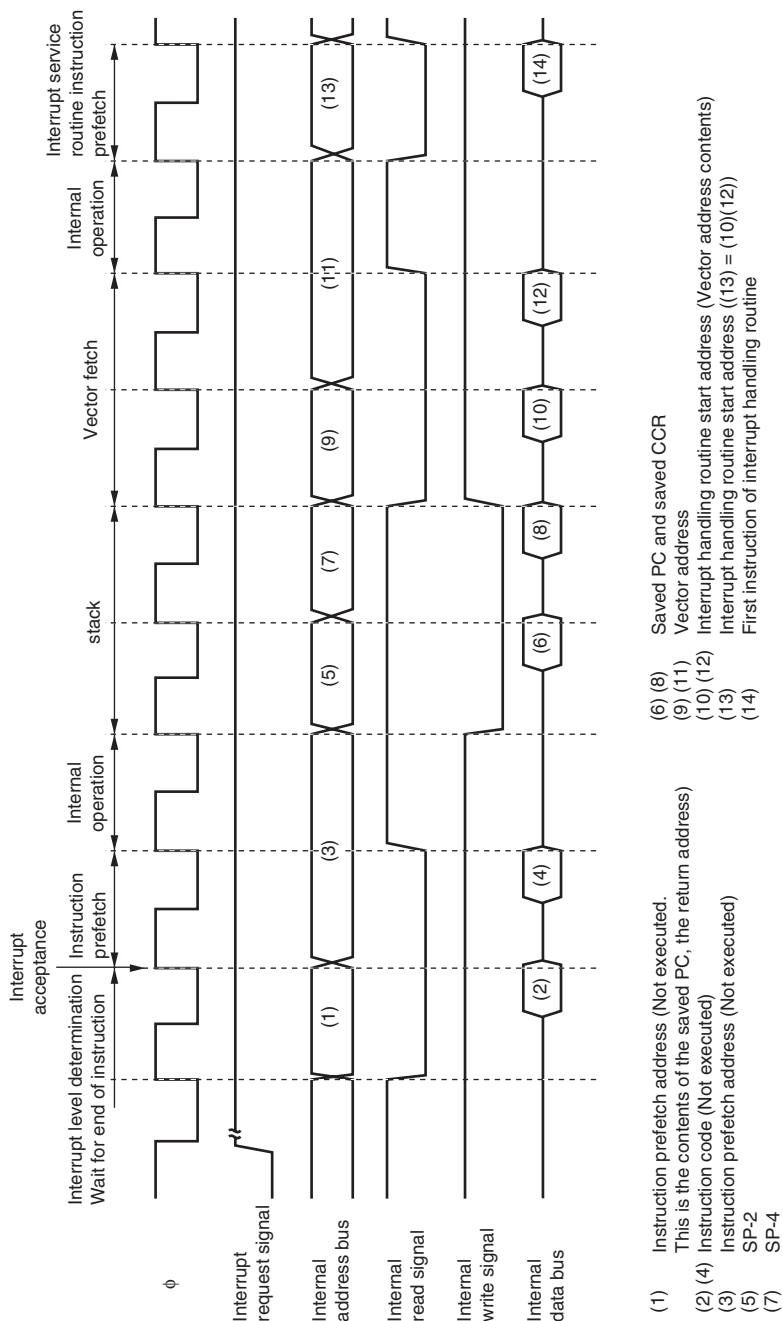 Interrupt
acceptance
Interrupt level determination
Wait for end of instruction
Instruction
prefetch
Internal
operation
stack
Vector fetch
Internal
operation
Interrupt service
routine instruction
prefetch
φ
Interrupt
request signal
Internal
address bus
(1)
(3)
(5)
(7)
(9)
(11)
(13)
Internal
read signal
Internal
write signal
Internal
data bus
(2)
(4)
(6)
(8)
(10)
(12)
(14)
(1) Instruction prefetch address (Not executed.
This is the contents of the saved PC, the return address)
(2) (4) Instruction code (Not executed)
(3) Instruction prefetch address (Not executed)
(5) SP-2
(7) SP-4
(6) (8) Saved PC and saved CCR
(9) (11) Vector address
(10) (12) Interrupt handling routine start address (Vector address contents)
(13) Interrupt handling routine start address ((13) = (10)(12))
(14) First instruction of interrupt handling routine